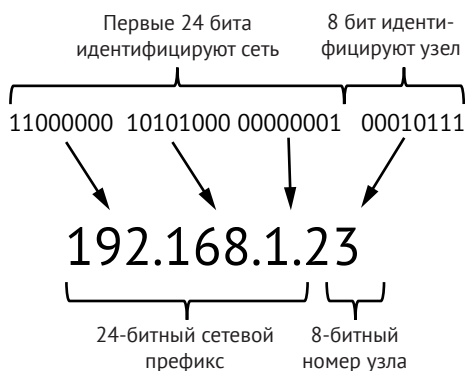 Первые 24 бита
идентифицируют сеть
8 бит иденти-
фицируют узел
11000000 10101000 00000001 00010111
192.168.1.23
24-битный сетевой
префикс
8-битный
номер узла